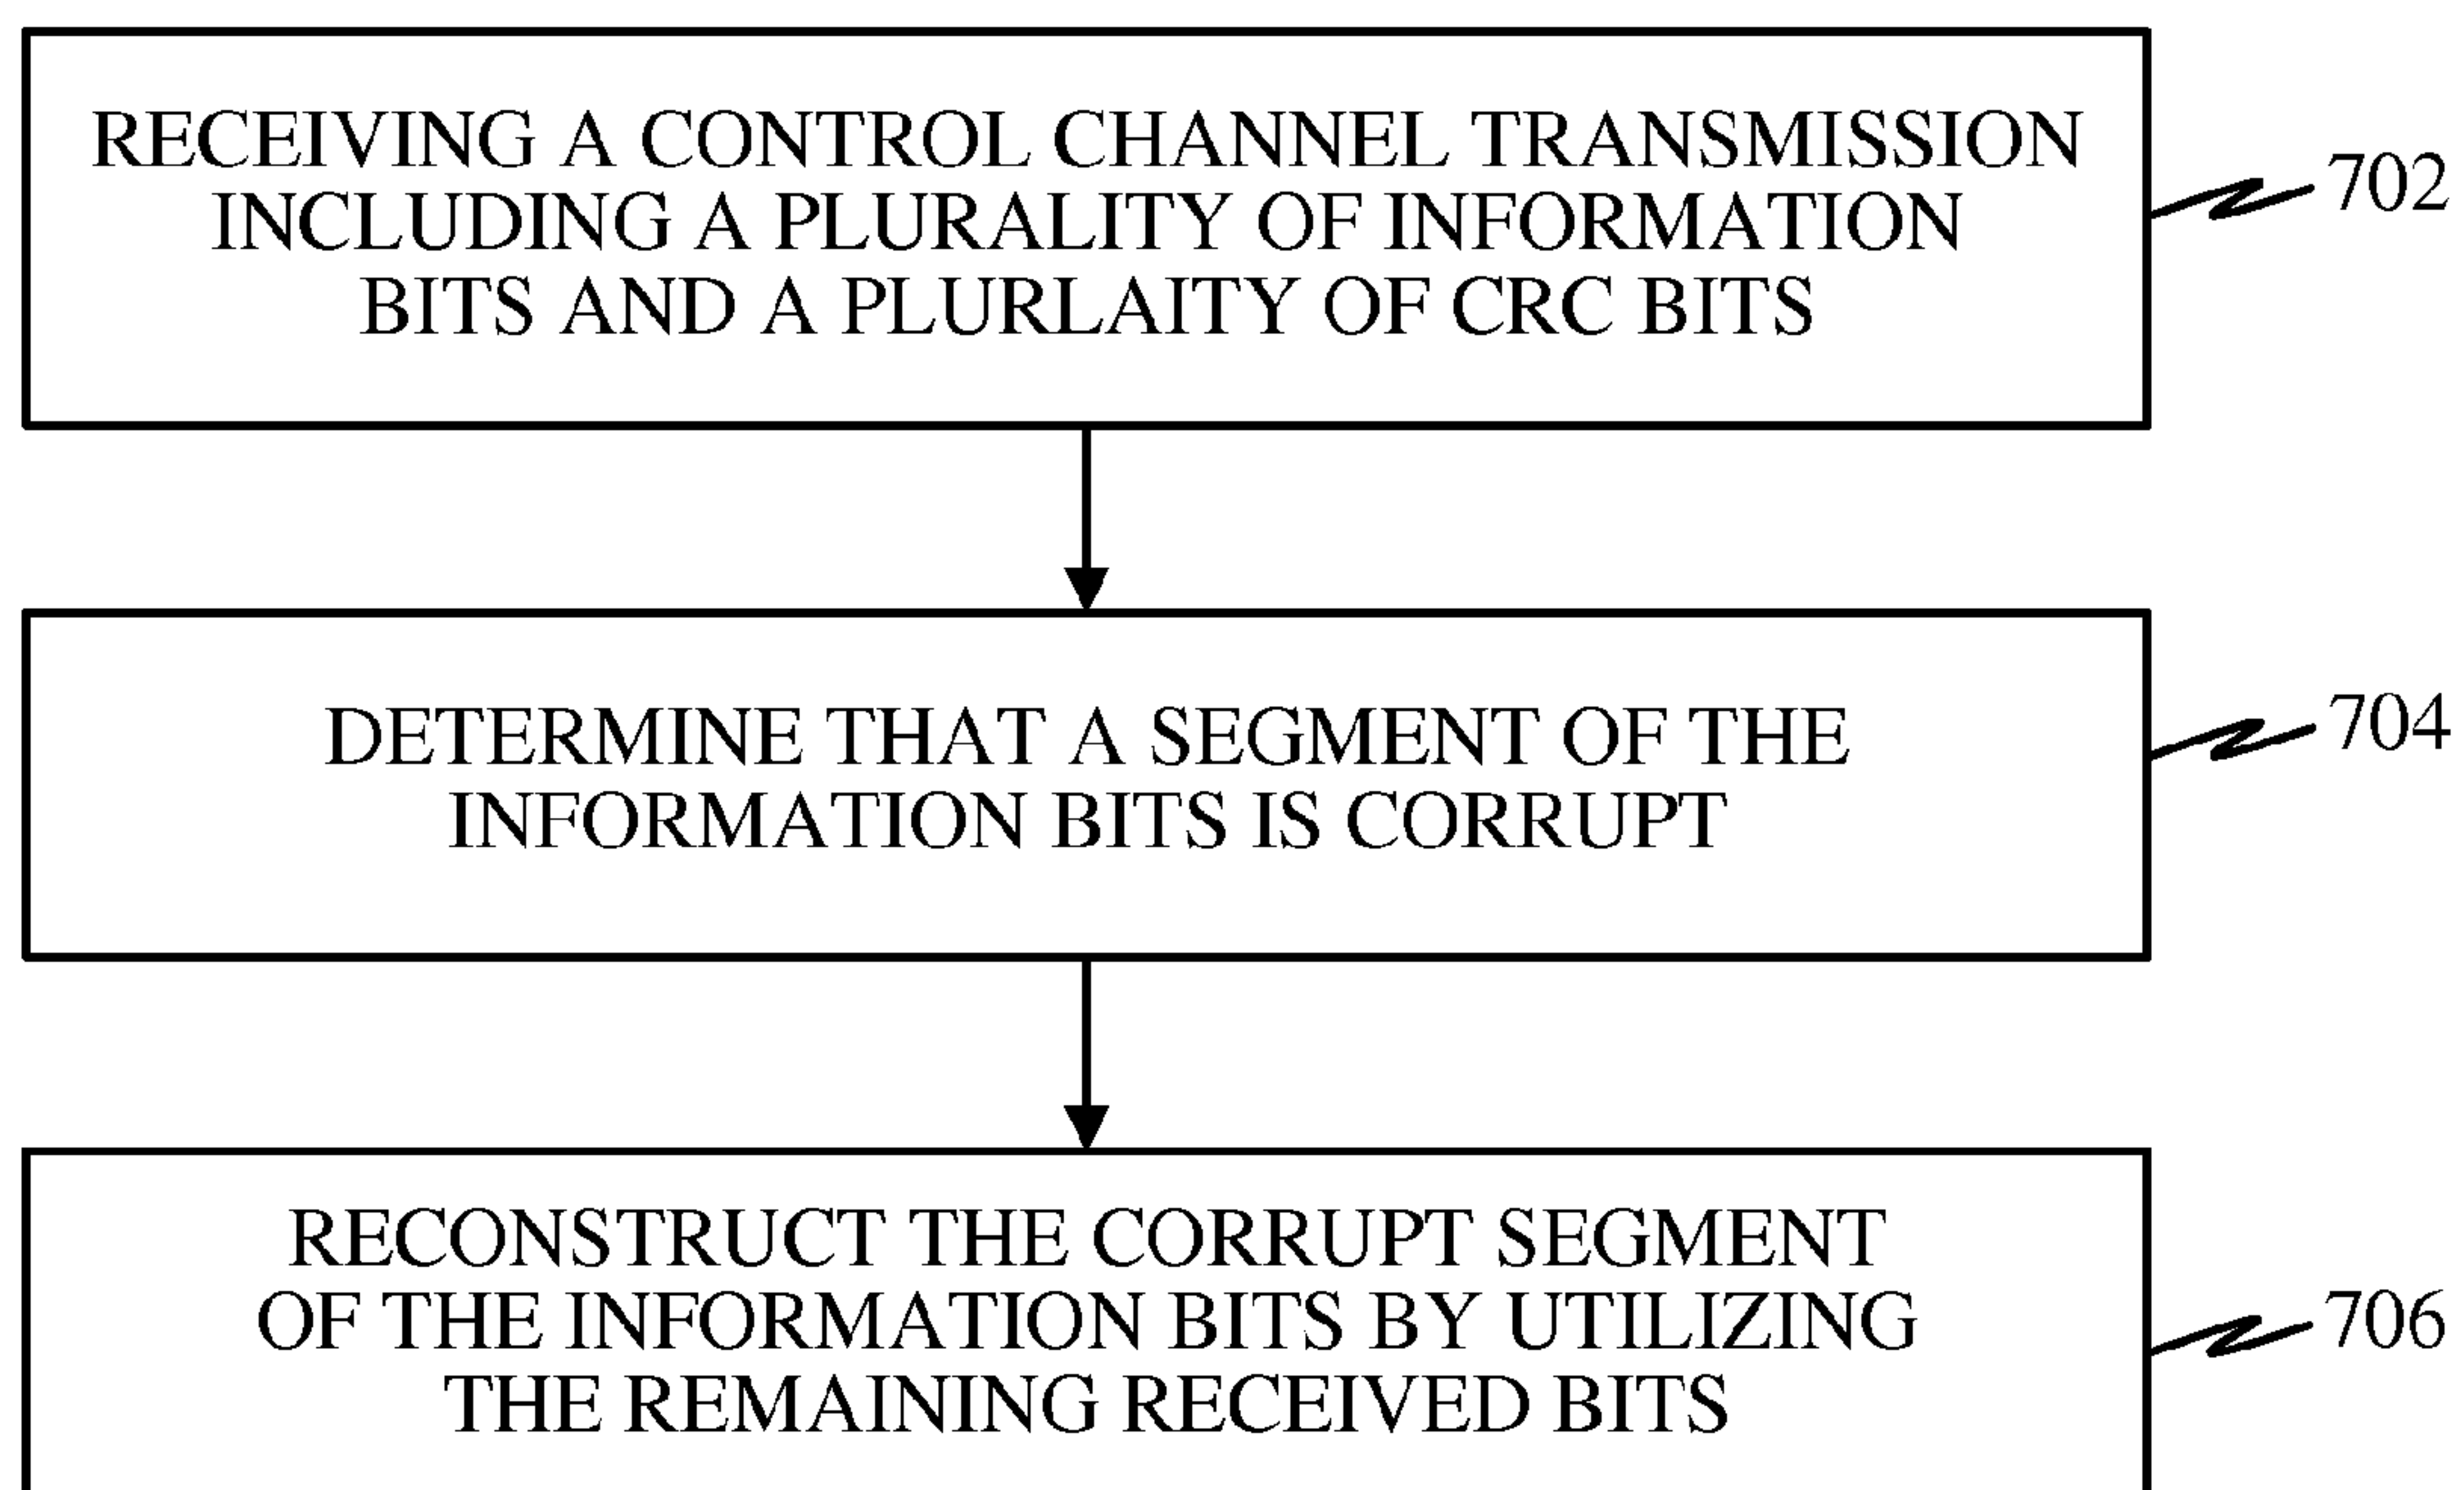 RECEIVING A CONTROL CHANNEL TRANSMISSION
INCLUDING A PLURALITY OF INFORMATION
BITS AND A PLURLAITY OF CRC BITS
702
DETERMINE THAT A SEGMENT OF THE
INFORMATION BITS IS CORRUPT
704
RECONSTRUCT THE CORRUPT SEGMENT
OF THE INFORMATION BITS BY UTILIZING
THE REMAINING RECEIVED BITS
706